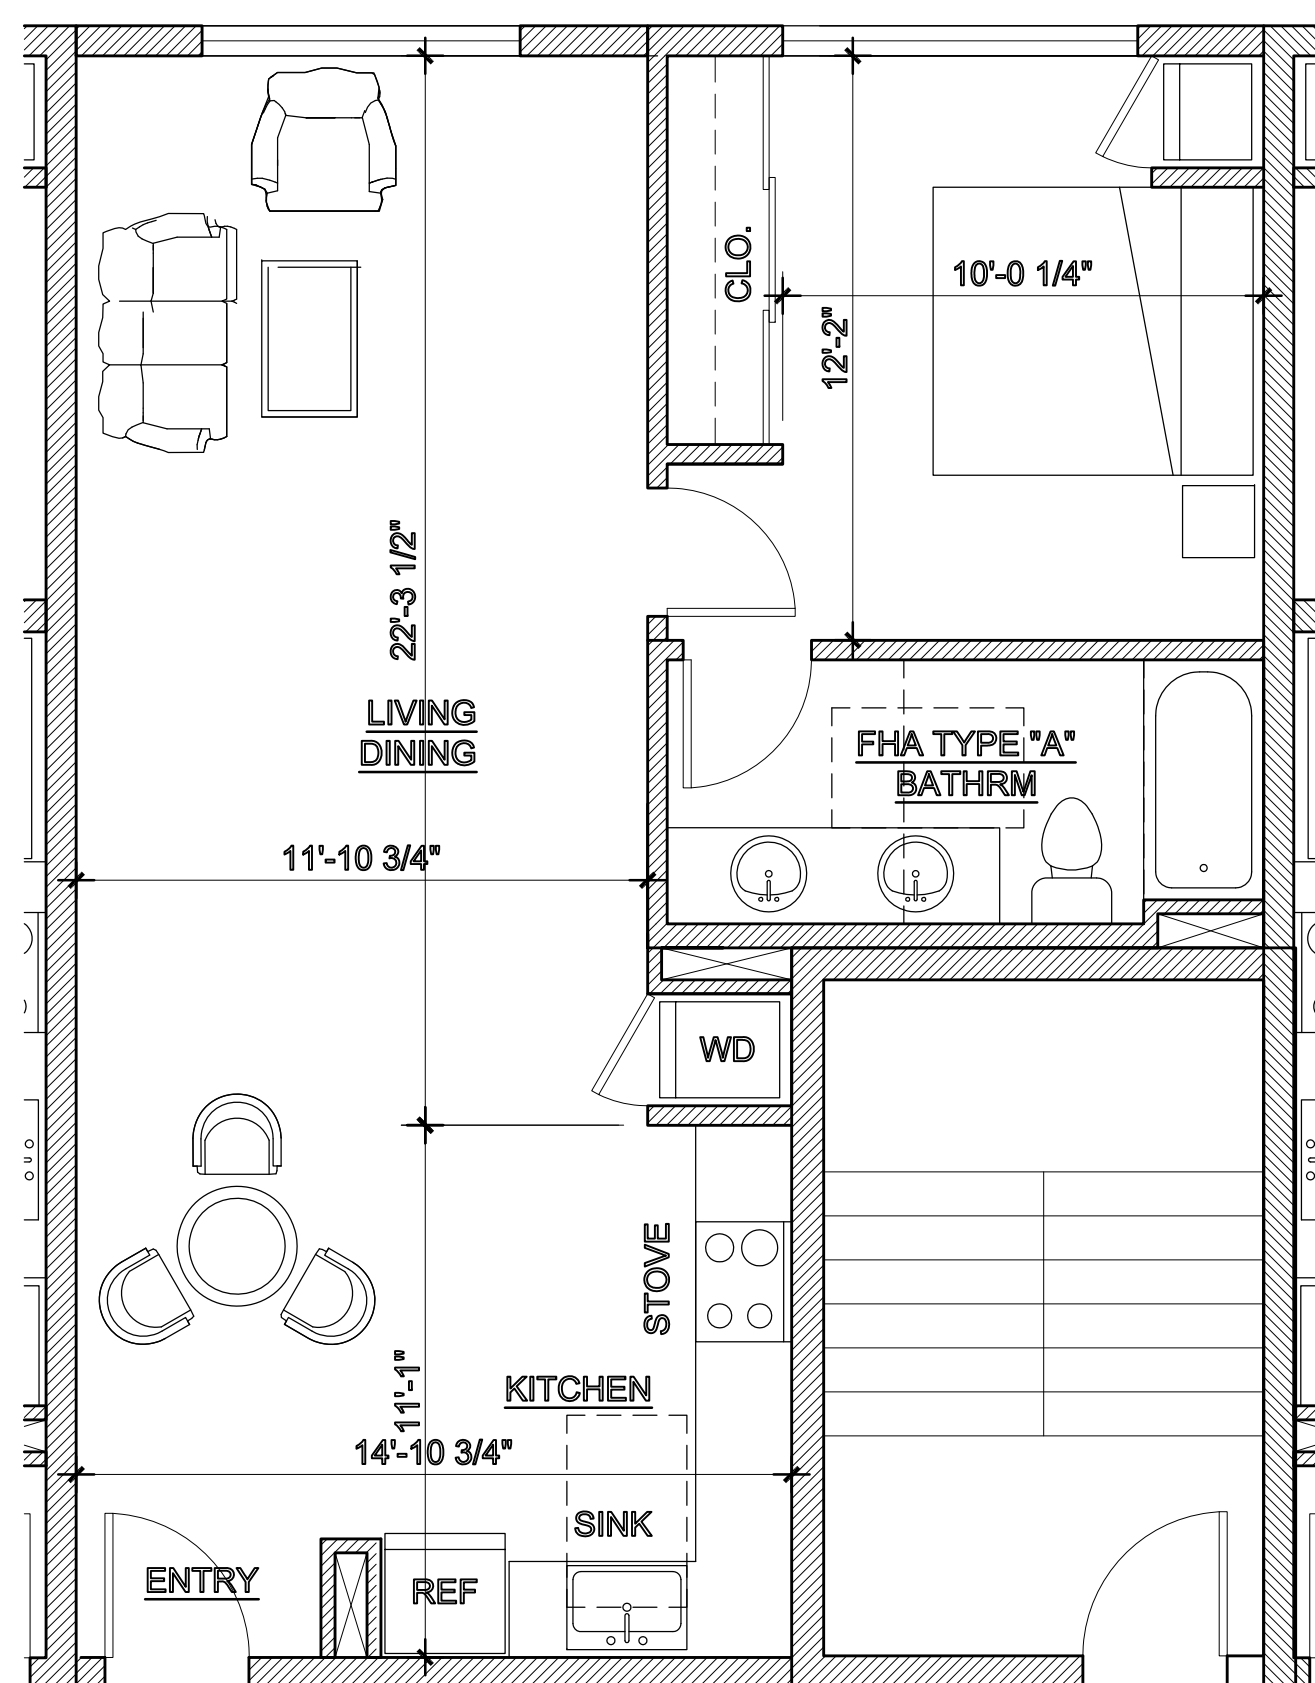 CLO.
10'-0 1/4"
12'-2"
22'-3 1/2"
LIVING
DINING
FHA TYPE "A"
BATHRM
11'-10 3/4"
WD
STOVE
11'-1"
KITCHEN
14'-10 3/4"
SINK
ENTRY
REF